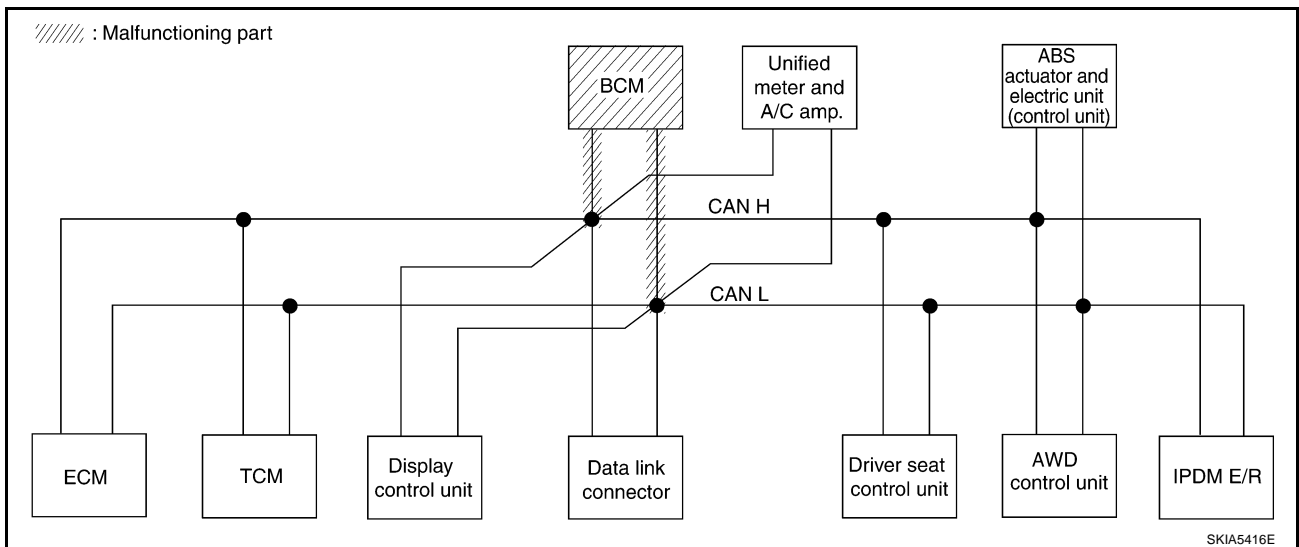 : Malfunctioning part
BCM
Unified
meter and
A/C amp.
ABS
actuator and
electric unit
(control unit)
CAN H
CAN L
ECM
TCM
Display
control unit
Data link
connector
Driver seat
control unit
AWD
control unit
IPDM E/R
SKIA5416E